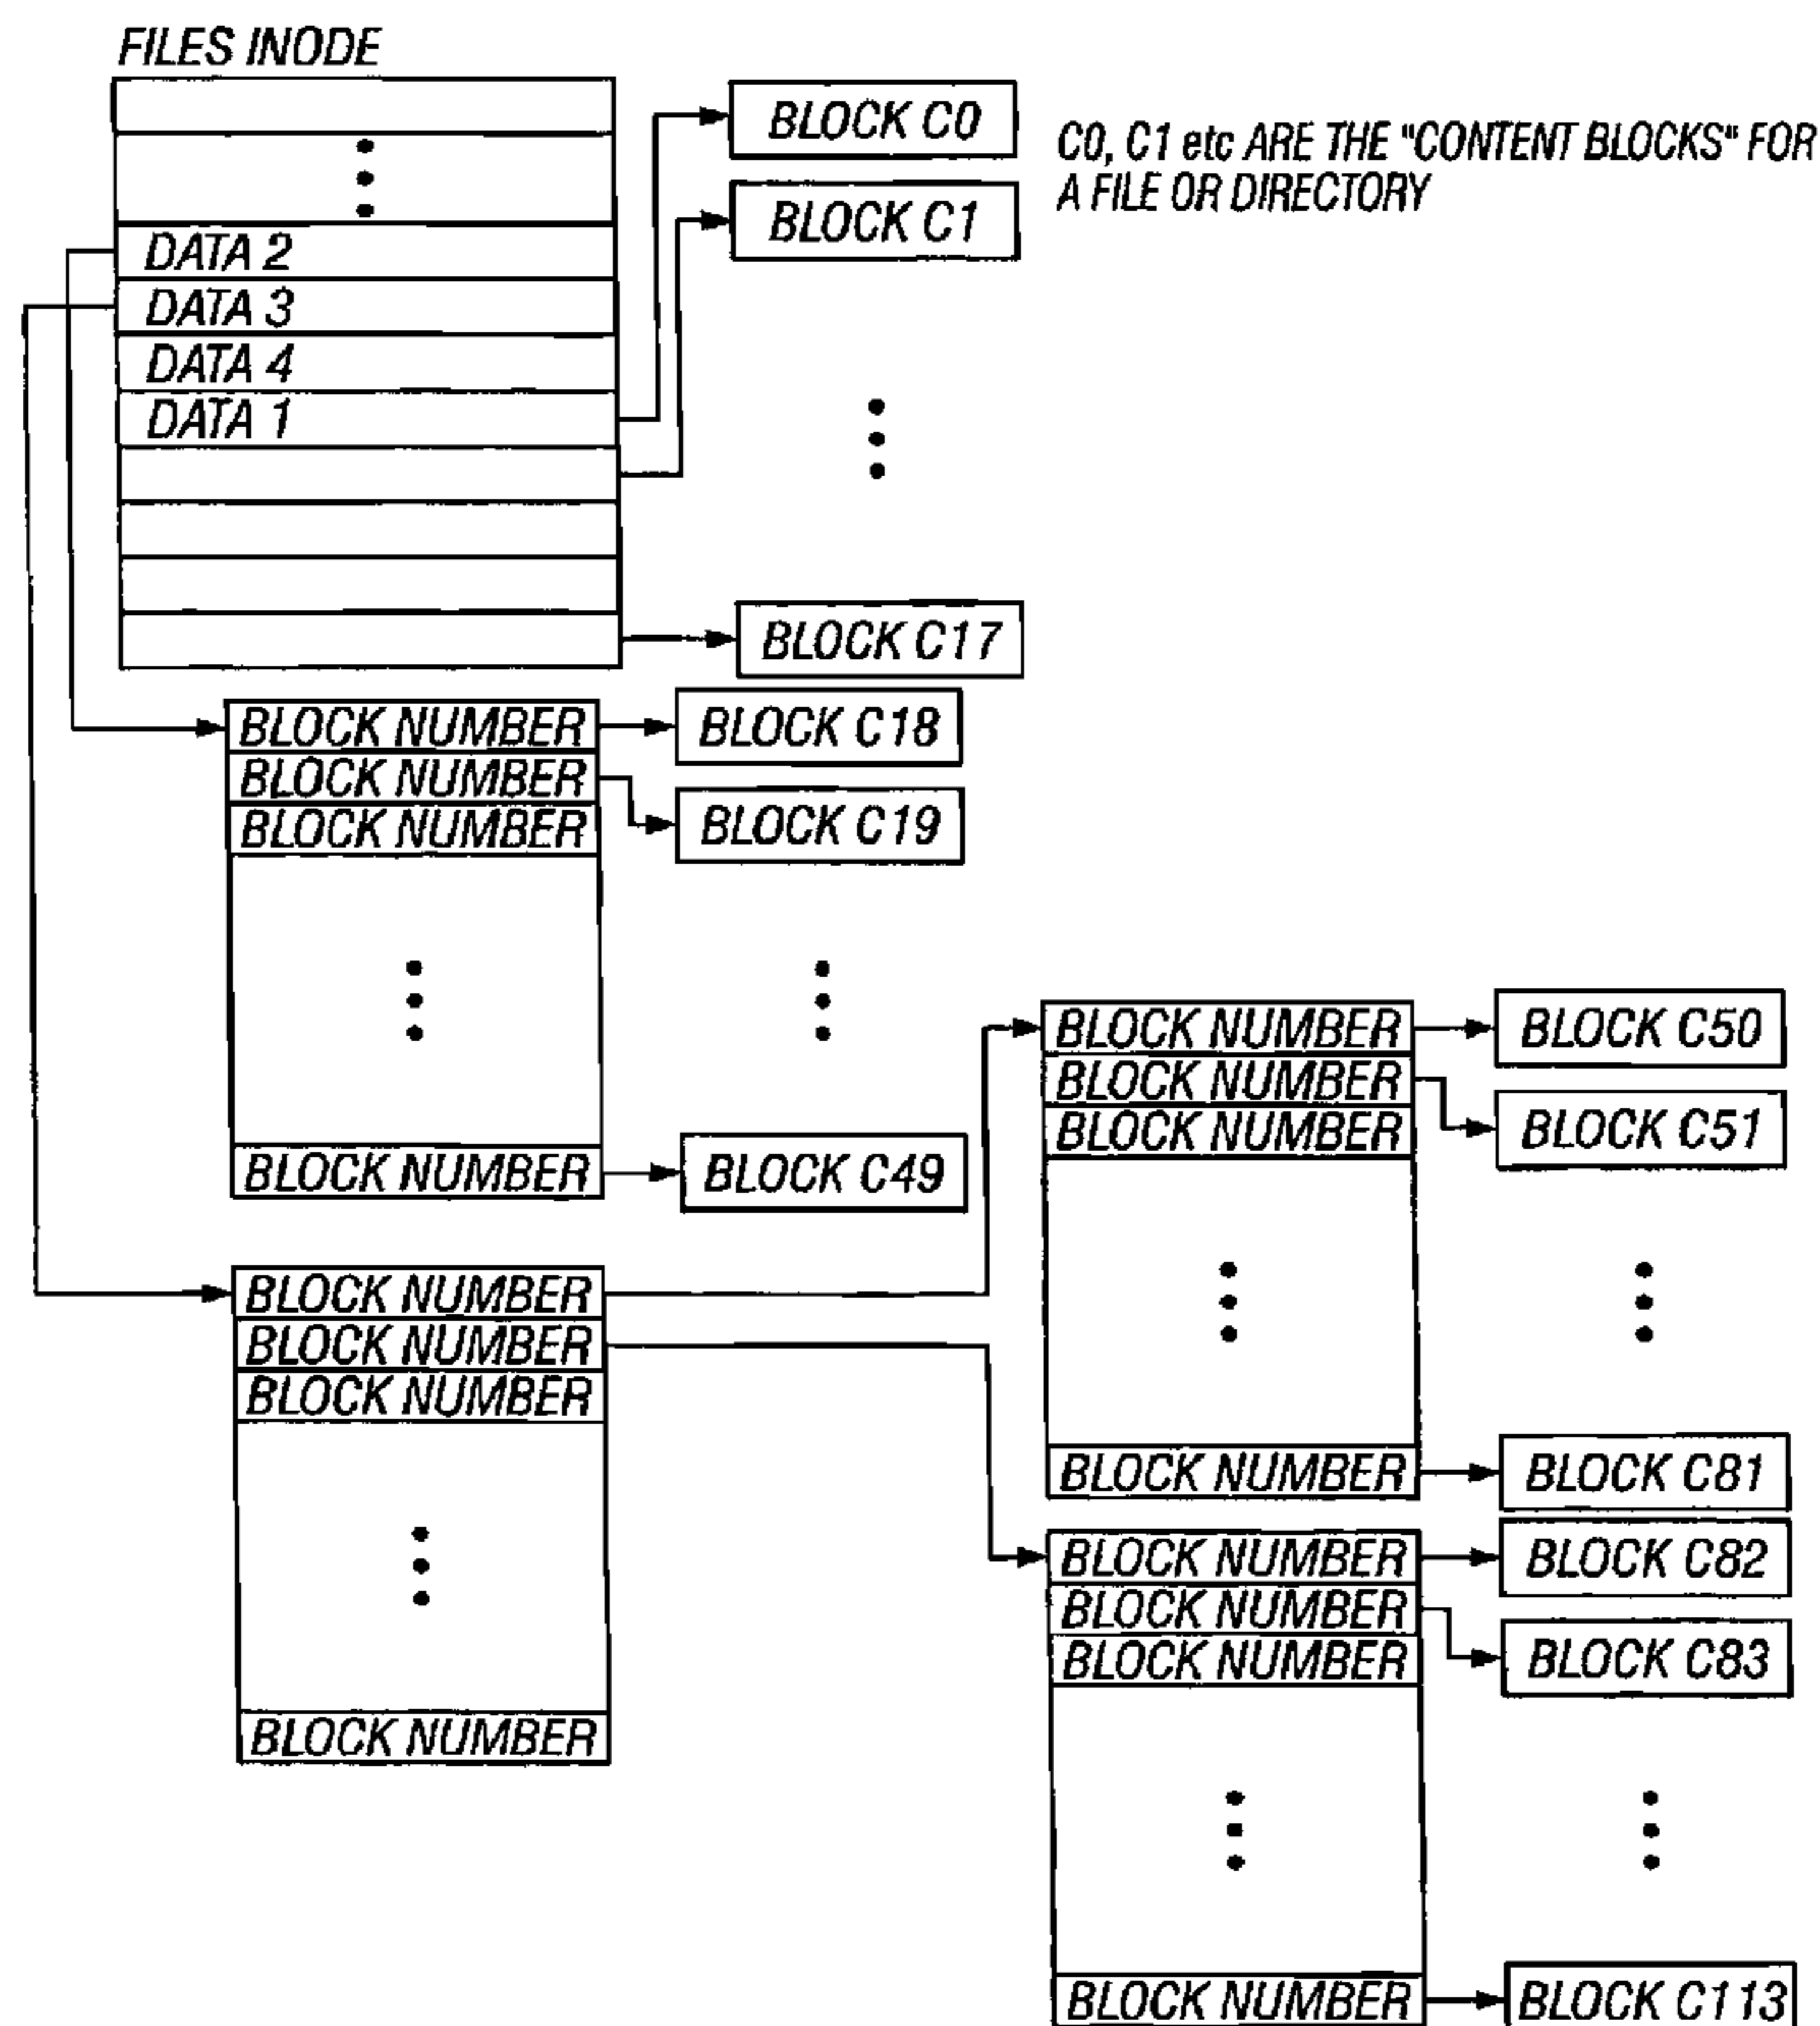 FILES INODE
BLOCK C0
C0, C1 etc ARE THE "CONTENT BLOCKS" FOR
A FILE OR DIRECTORY
BLOCK C1
DATA 2
DATA 3
DATA 4
DATA 1
BLOCK C17
BLOCK NUMBER
BLOCK C18
BLOCK NUMBER
BLOCK C19
BLOCK NUMBER
BLOCK NUMBER
BLOCK C49
BLOCK NUMBER
BLOCK C50
BLOCK NUMBER
BLOCK C51
BLOCK NUMBER
BLOCK NUMBER
BLOCK C81
BLOCK NUMBER
BLOCK NUMBER
BLOCK NUMBER
BLOCK NUMBER
BLOCK NUMBER
BLOCK C82
BLOCK NUMBER
BLOCK C83
BLOCK NUMBER
BLOCK NUMBER
BLOCK C113